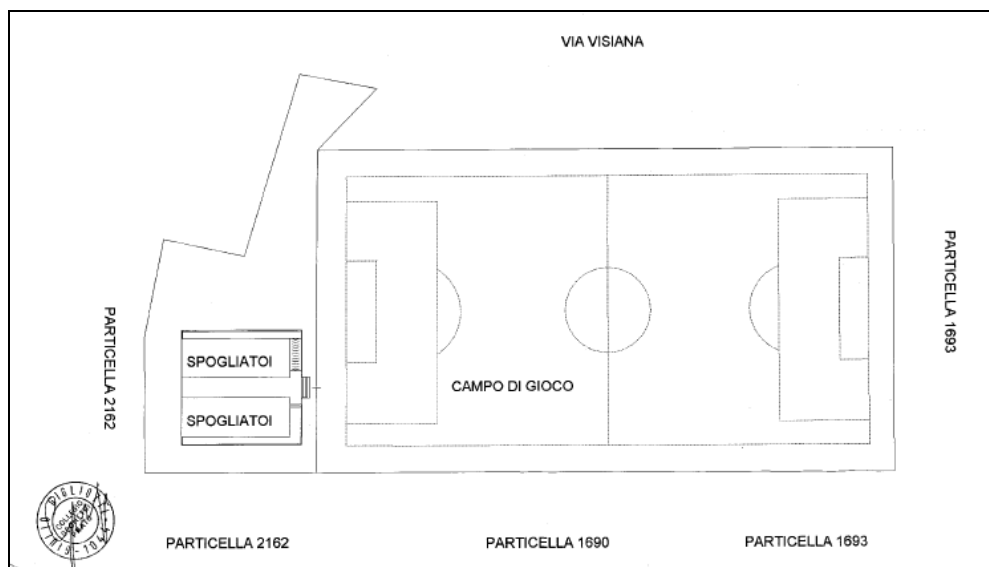 VIA VISIANA
PARTICELLA 1693
PARTICELLA 2162
SPOGLIATOI
CAMPO DI GIOCO
SPOGLIATOI
PARTICELLA 2162
PARTICELLA 1690
PARTICELLA 1693